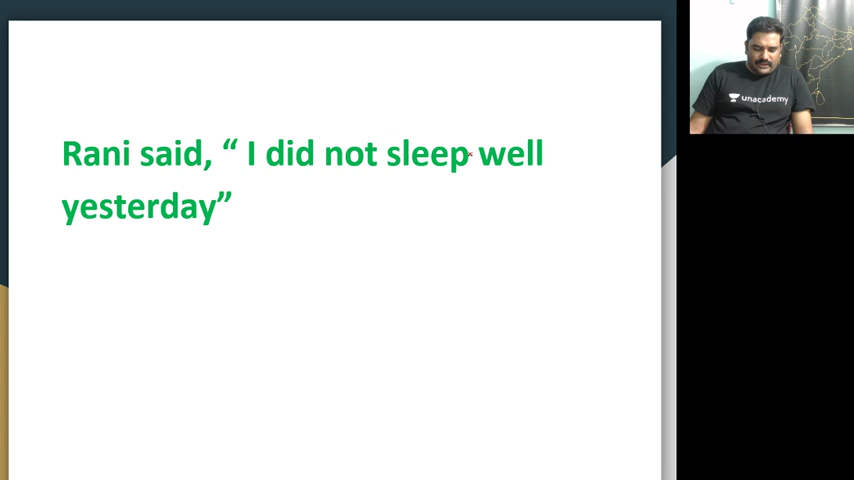 Rani said, “ I did not sleep well
yesterday”
unacademy